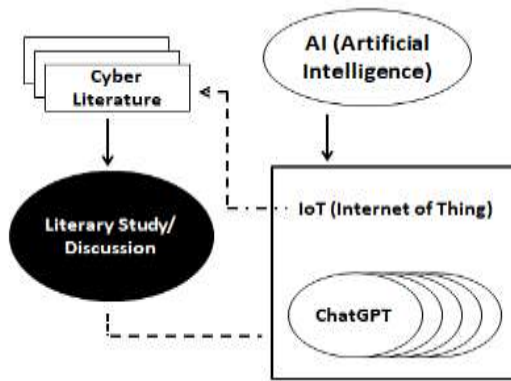 Cyber
Literature
AI (Artificial
Intelligence)
Literary Study/
Discussion
IoT (Internet of Thing)
ChatGPT